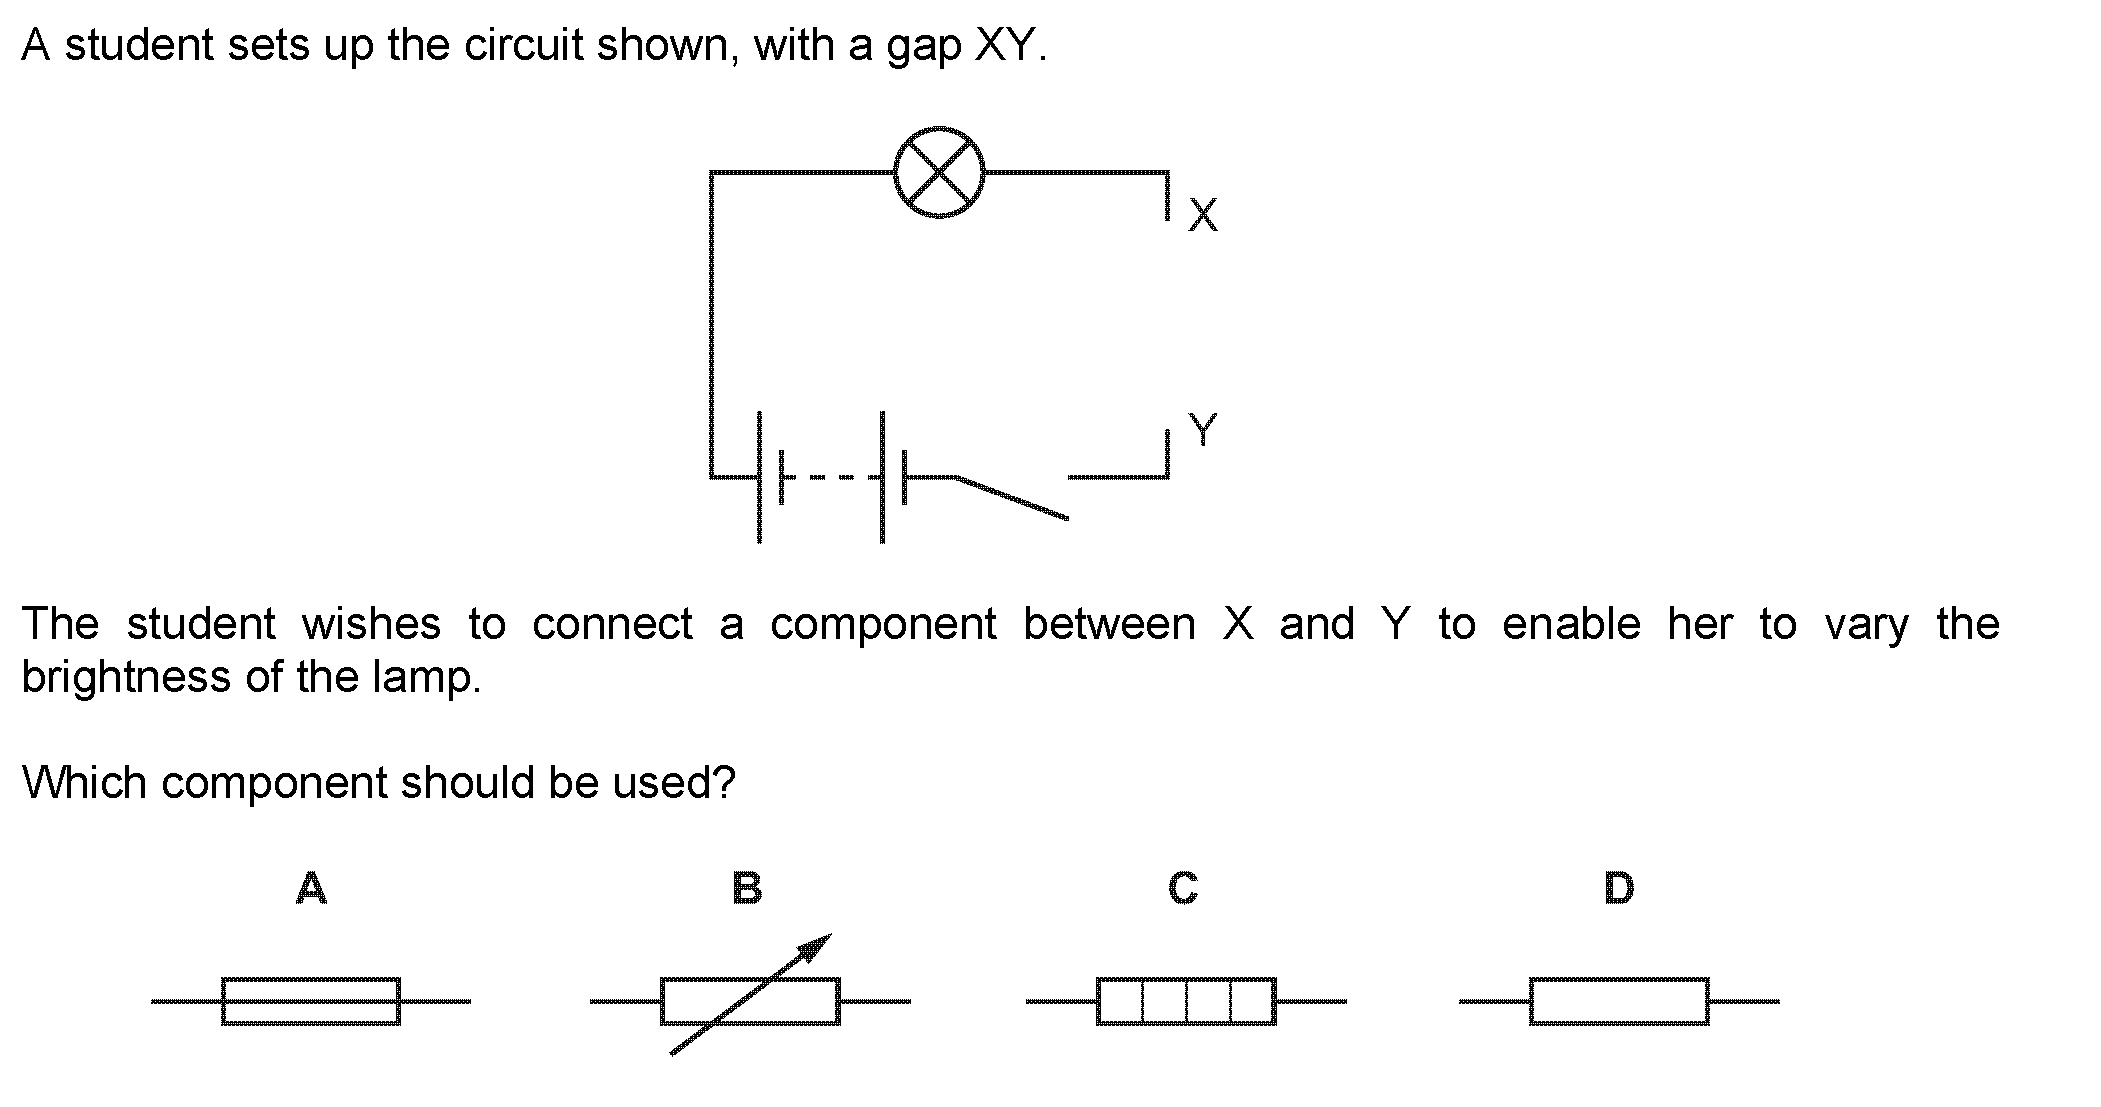 A student sets up the circuit shown, with a gap XY.
X
Y
The student wishes to connect a component between X and Y to enable her to vary the
brightness of the lamp.
Which component should be used?
A B C D